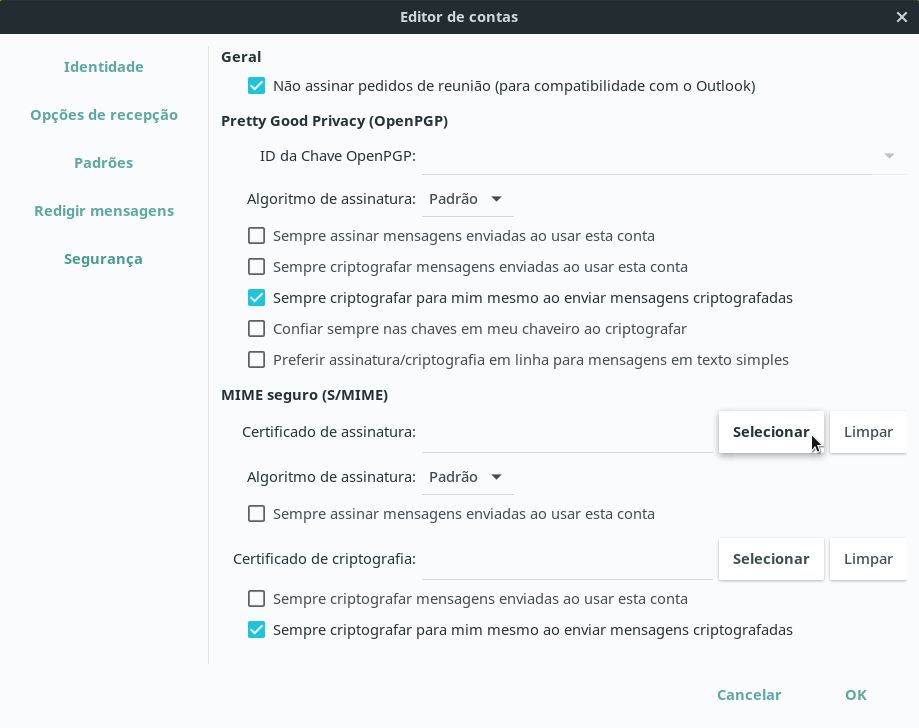 Editor de contas
Identidade
Opções de recepção
Padrões
Redigir mensagens
Segurança
Geral
Não assinar pedidos de reunião (para compatibilidade com o Outlook)
Pretty Good Privacy (OpenPGP)
ID da Chave OpenPGP:
Algoritmo de assinatura: Padrão
Sempre assinar mensagens enviadas ao usar esta conta
Sempre criptografar mensagens enviadas ao usar esta conta
Sempre criptografar para mim mesmo ao enviar mensagens criptografadas
Confiar sempre nas chaves em meu chaveiro ao criptografar
Preferir assinatura/criptografia em linha para mensagens em texto simples
MIME seguro (S/MIME)
Certificado de assinatura: Selecionar Limpar
Algoritmo de assinatura: Padrão
Sempre assinar mensagens enviadas ao usar esta conta
Certificado de criptografia: Selecionar Limpar
Sempre criptografar mensagens enviadas ao usar esta conta
Sempre criptografar para mim mesmo ao enviar mensagens criptografadas
Cancelar OK